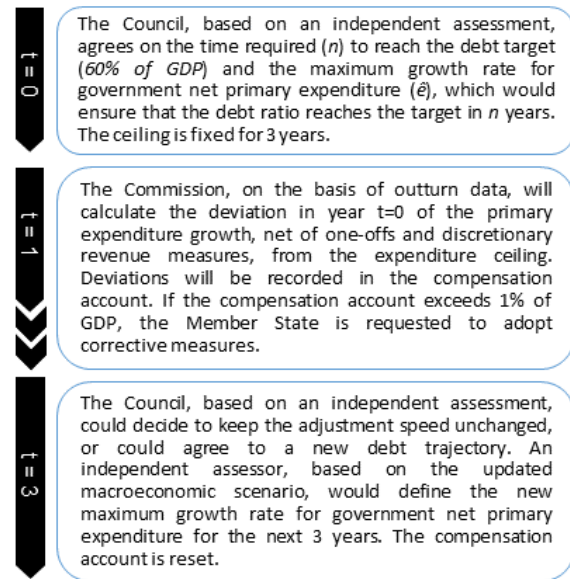 t = 0
The Council, based on an independent assessment,
agrees on the time required (n) to reach the debt target
(60% of GDP) and the maximum growth rate for
government net primary expenditure (ê), which would
ensure that the debt ratio reaches the target in n years.
The ceiling is fixed for 3 years.
t = 1
The Commission, on the basis of outturn data, will
calculate the deviation in year t=0 of the primary
expenditure growth, net of one-offs and discretionary
revenue measures, from the expenditure ceiling.
Deviations will be recorded in the compensation
account. If the compensation account exceeds 1% of
GDP, the Member State is requested to adopt
corrective measures.
t = 3
The Council, based on an independent assessment,
could decide to keep the adjustment speed unchanged,
or could agree to a new debt trajectory. An
independent assessor, based on the updated
macroeconomic scenario, would define the new
maximum growth rate for government net primary
expenditure for the next 3 years. The compensation
account is reset.